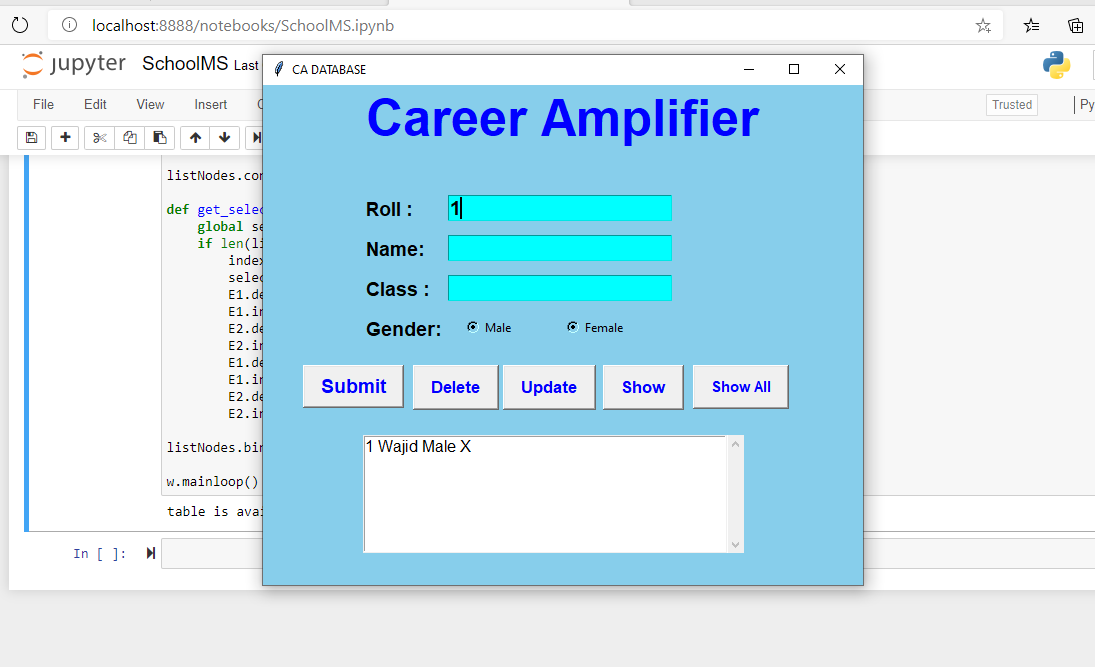 localhost:8888/notebooks/SchoolMS.ipynb
jupyter SchoolMS Last
CA DATABASE
File Edit View Insert
Trusted
Py
Career Amplifier
listNodes.con
def get_selec
global se
if len(li
index
selec
E1.de
E1.in
E2.de
E2.in
E1.de
E1.in
E2.de
E2.in
listNodes.bin
w.mainloop()
table is avai
In [ ]:
Roll : 1
Name:
Class :
Gender: Male Female
Submit Delete Update Show Show All
1 Wajid Male X